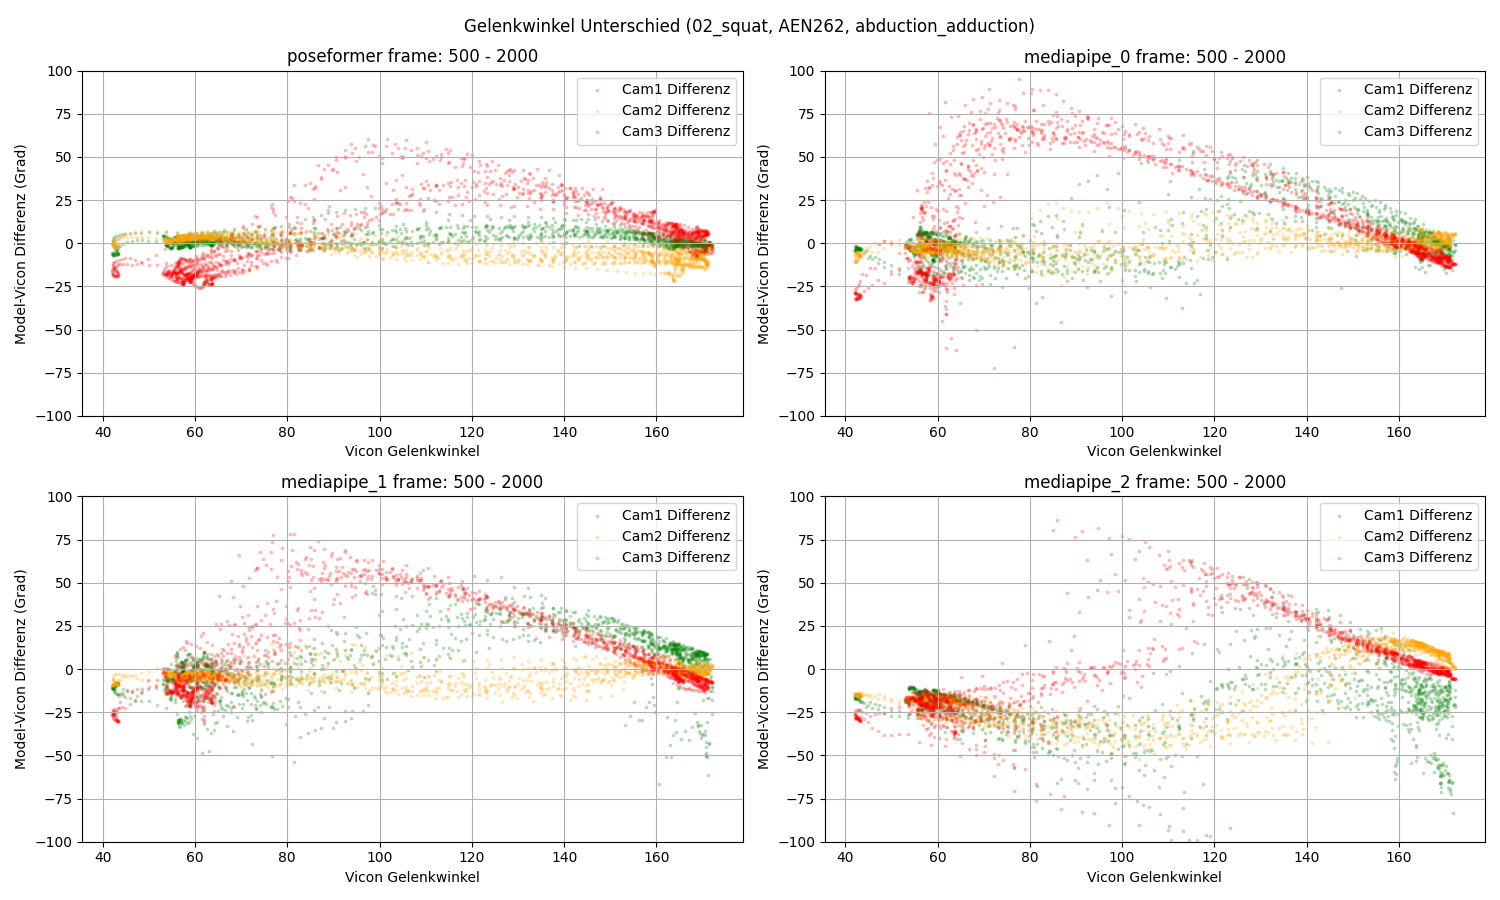 Gelenkwinkel Unterschied (02_squat, AEN262, abduction_adduction)
poseformer frame: 500 - 2000
100
75
50
25
0
−25
−50
−75
−100
Model-Vicon Differenz (Grad)
40 60 80 100 120 140 160
Vicon Gelenkwinkel
Cam1 Differenz
Cam2 Differenz
Cam3 Differenz
mediapipe_0 frame: 500 - 2000
100
75
50
25
0
−25
−50
−75
−100
Model-Vicon Differenz (Grad)
40 60 80 100 120 140 160
Vicon Gelenkwinkel
Cam1 Differenz
Cam2 Differenz
Cam3 Differenz
mediapipe_1 frame: 500 - 2000
100
75
50
25
0
−25
−50
−75
−100
Model-Vicon Differenz (Grad)
40 60 80 100 120 140 160
Vicon Gelenkwinkel
Cam1 Differenz
Cam2 Differenz
Cam3 Differenz
mediapipe_2 frame: 500 - 2000
100
75
50
25
0
−25
−50
−75
−100
Model-Vicon Differenz (Grad)
40 60 80 100 120 140 160
Vicon Gelenkwinkel
Cam1 Differenz
Cam2 Differenz
Cam3 Differenz